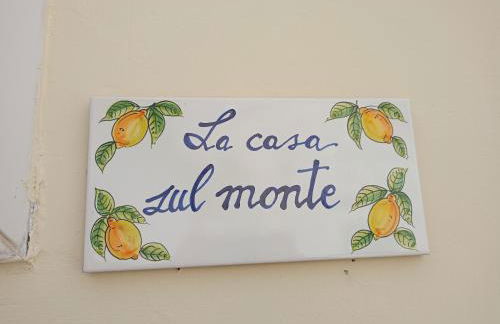 La casa
sul monte